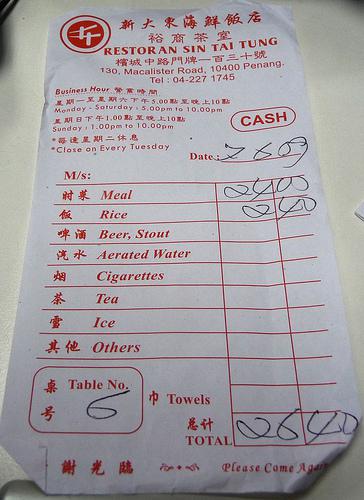 新大東海鮮飯店
裕商茶室
RESTORAN SIN TAI TUNG
檳城中路門牌一百三十號
130, Macalister Road, 10400 Penang.
Tel : 04-227 1745
Business Hour 營業時間
星期一至星期六下午5.00點至晚上10點
Monday - Saturday : 5.00pm to 10.00pm
星期日下午1.00點至晚上10點
Sunday : 1.00pm to 10.00pm
*每逢星期二休息
*Close on Every Tuesday
CASH
Date : 7 6 09
M/s:
時菜 Meal 24 00
飯 Rice 2 40
啤酒 Beer, Stout
汽水 Aerated Water
烟 Cigarettes
茶 Tea
雪 Ice
其他 Others
桌号 Table No. 6
巾 Towels
总计 TOTAL 26 40
謝光臨 Please Come Again